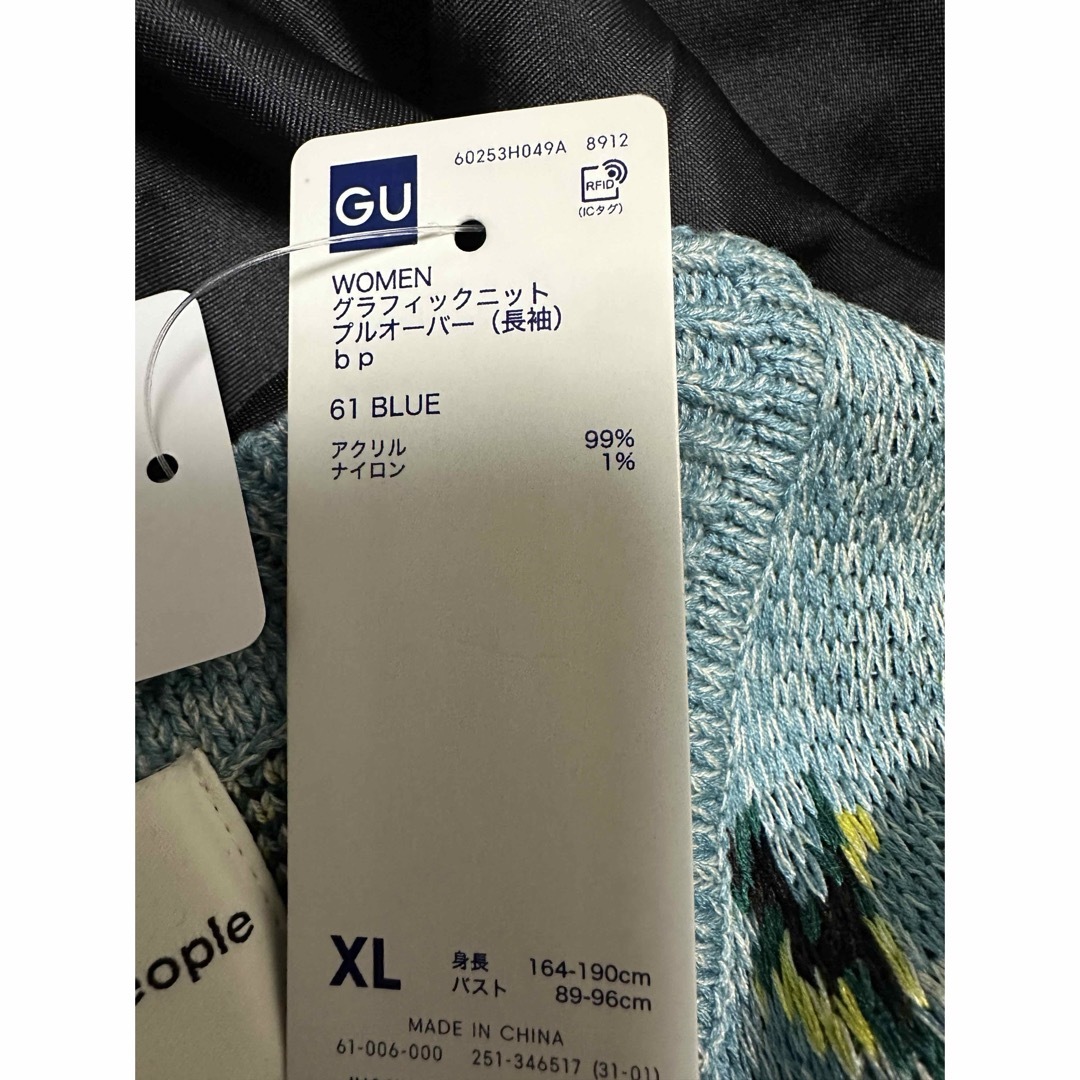 60253H049A 8912
GU
RFID
(ICタグ)
WOMEN
グラフィックニット
プルオーバー（長袖）
b p
61 BLUE
アクリル 99%
ナイロン 1%
XL
身長 164-190cm
バスト 89-96cm
MADE IN CHINA
61-006-000 251-346517 (31-01)
eople